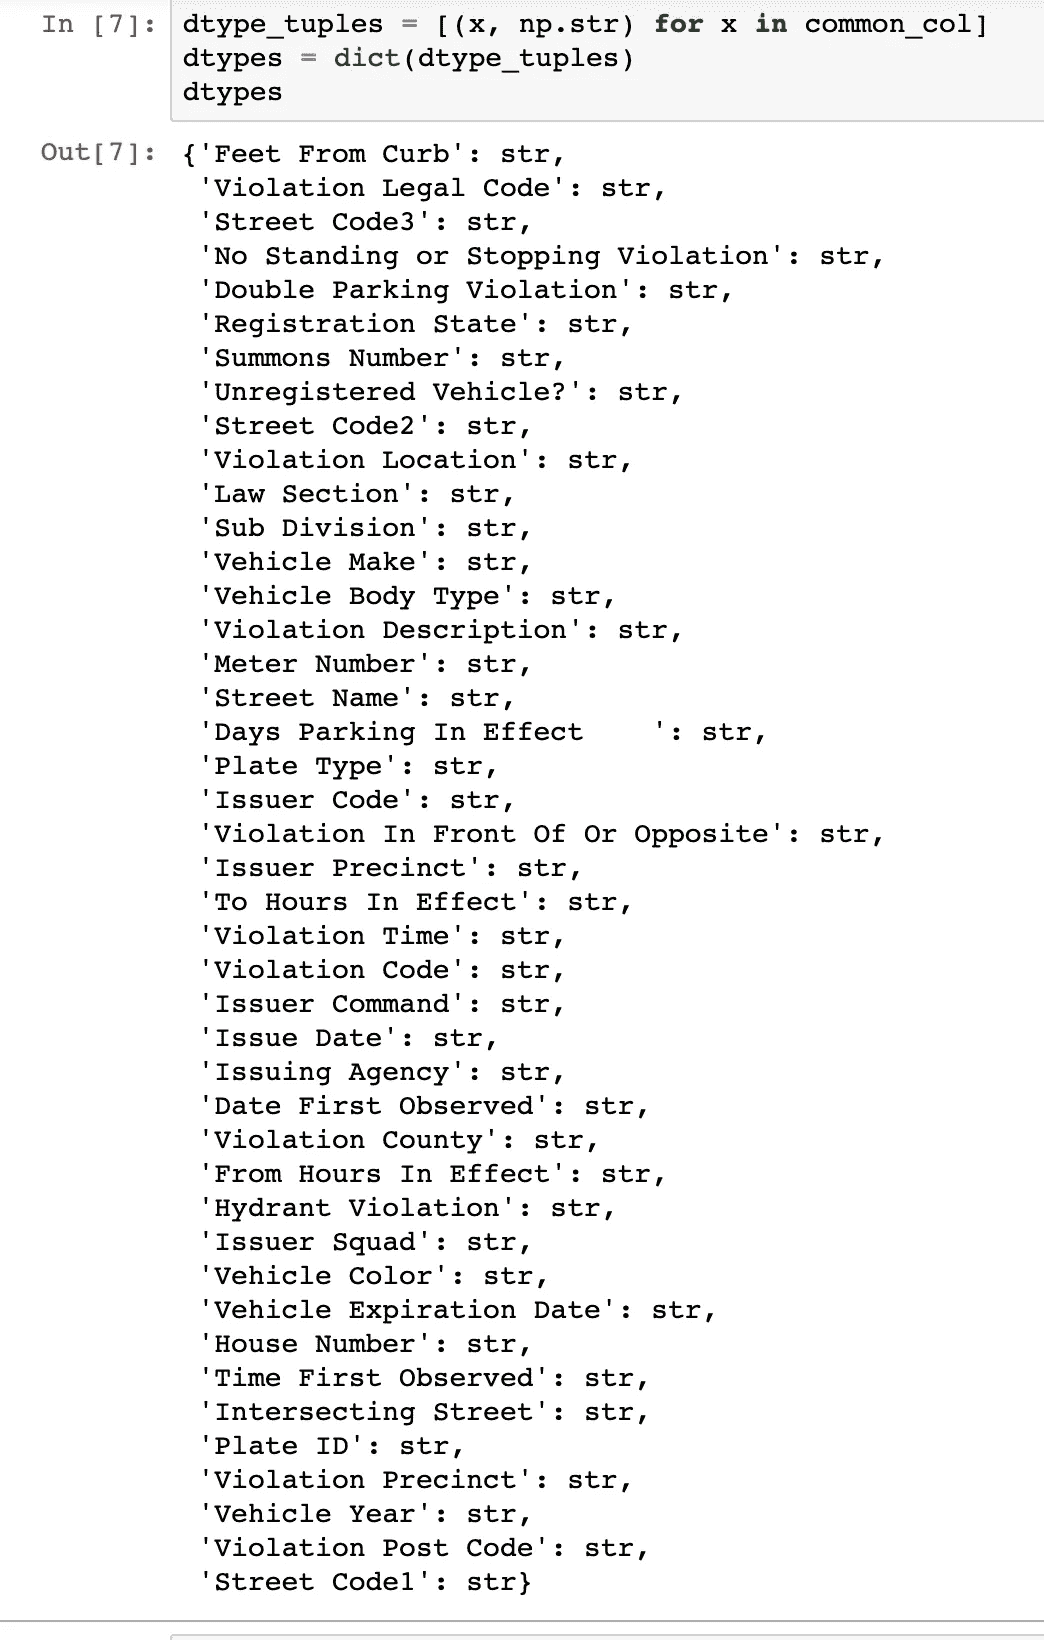 In [7]: dtype_tuples = [(x, np.str) for x in common_col]
dtypes = dict(dtype_tuples)
dtypes
Out[7]: {'Feet From Curb': str,
'Violation Legal Code': str,
'Street Code3': str,
'No Standing or Stopping Violation': str,
'Double Parking Violation': str,
'Registration State': str,
'Summons Number': str,
'Unregistered Vehicle?': str,
'Street Code2': str,
'Violation Location': str,
'Law Section': str,
'Sub Division': str,
'Vehicle Make': str,
'Vehicle Body Type': str,
'Violation Description': str,
'Meter Number': str,
'Street Name': str,
'Days Parking In Effect    ': str,
'Plate Type': str,
'Issuer Code': str,
'Violation In Front Of Or Opposite': str,
'Issuer Precinct': str,
'To Hours In Effect': str,
'Violation Time': str,
'Violation Code': str,
'Issuer Command': str,
'Issue Date': str,
'Issuing Agency': str,
'Date First Observed': str,
'Violation County': str,
'From Hours In Effect': str,
'Hydrant Violation': str,
'Issuer Squad': str,
'Vehicle Color': str,
'Vehicle Expiration Date': str,
'House Number': str,
'Time First Observed': str,
'Intersecting Street': str,
'Plate ID': str,
'Violation Precinct': str,
'Vehicle Year': str,
'Violation Post Code': str,
'Street Code1': str}